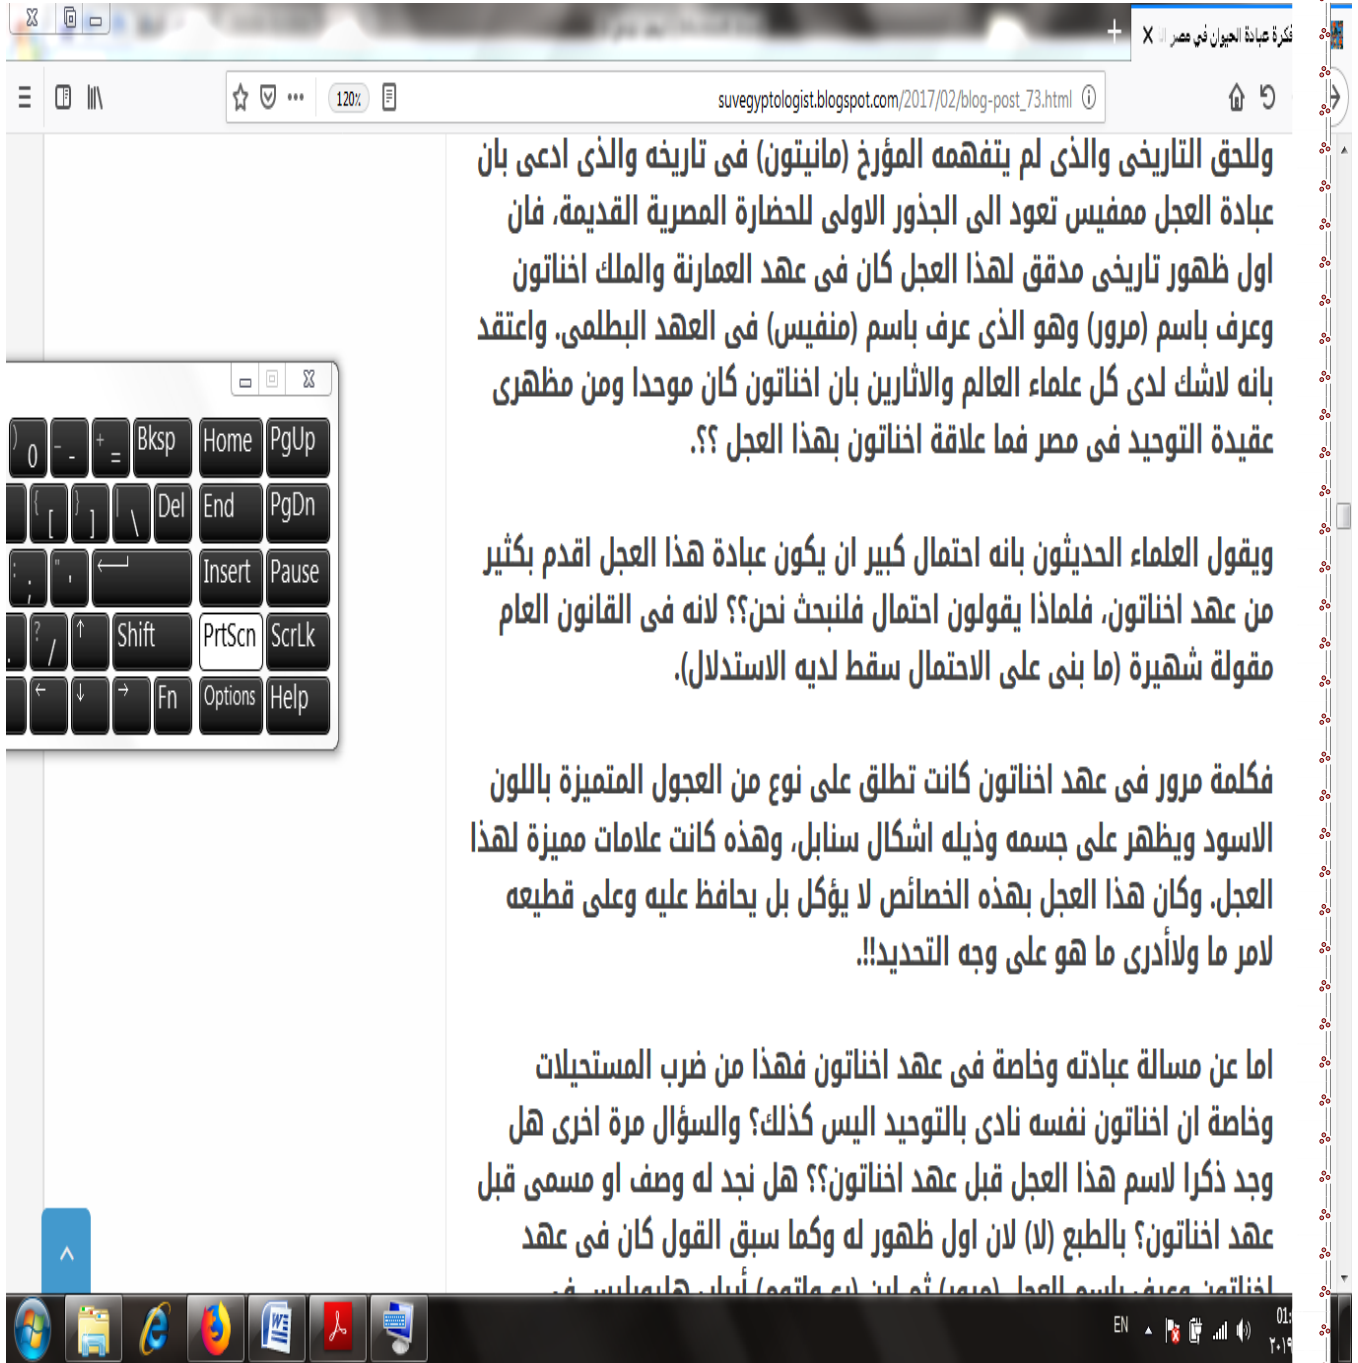 فكرة عبادة الحيوان في مصر
120%
suvegyptologist.blogspot.com/2017/02/blog-post_73.html
وللحق التاريخى والذى لم يتفهمه المؤرخ (مانيتون) فى تاريخه والذى ادعى بان
عبادة العجل ممفيس تعود الى الجذور الاولى للحضارة المصرية القديمة، فان
اول ظهور تاريخى مدقق لهذا العجل كان فى عهد العمارنة والملك اخناتون
وعرف باسم (مرور) وهو الذى عرف باسم (منفيس) فى العهد البطلمى. واعتقد
بانه لاشك لدى كل علماء العالم والاثارين بان اخناتون كان موحدا ومن مظهرى
عقيدة التوحيد فى مصر فما علاقة اخناتون بهذا العجل ؟؟.
ويقول العلماء الحديثون بانه احتمال كبير ان يكون عبادة هذا العجل اقدم بكثير
من عهد اخناتون، فلماذا يقولون احتمال فلنبحث نحن؟؟ لانه فى القانون العام
مقولة شهيرة (ما بنى على الاحتمال سقط لديه الاستدلال).
فكلمة مرور فى عهد اخناتون كانت تطلق على نوع من العجول المتميزة باللون
الاسود ويظهر على جسمه وذيله اشكال سنابل، وهذه كانت علامات مميزة لهذا
العجل. وكان هذا العجل بهذه الخصائص لا يؤكل بل يحافظ عليه وعلى قطيعه
لامر ما ولاأدرى ما هو على وجه التحديد!!.
اما عن مسالة عبادته وخاصة فى عهد اخناتون فهذا من ضرب المستحيلات
وخاصة ان اخناتون نفسه نادى بالتوحيد اليس كذلك؟ والسؤال مرة اخرى هل
وجد ذكرا لاسم هذا العجل قبل عهد اخناتون؟؟ هل نجد له وصف او مسمى قبل
عهد اخناتون؟ بالطبع (لا) لان اول ظهور له وكما سبق القول كان فى عهد
) 0 _ - + = Bksp Home PgUp
{ [ } ] | \ Del End PgDn
: ; " ' Insert Pause
. ? / ↑ Shift PrtScn ScrLk
← ↓ → Fn Options Help
EN
01: